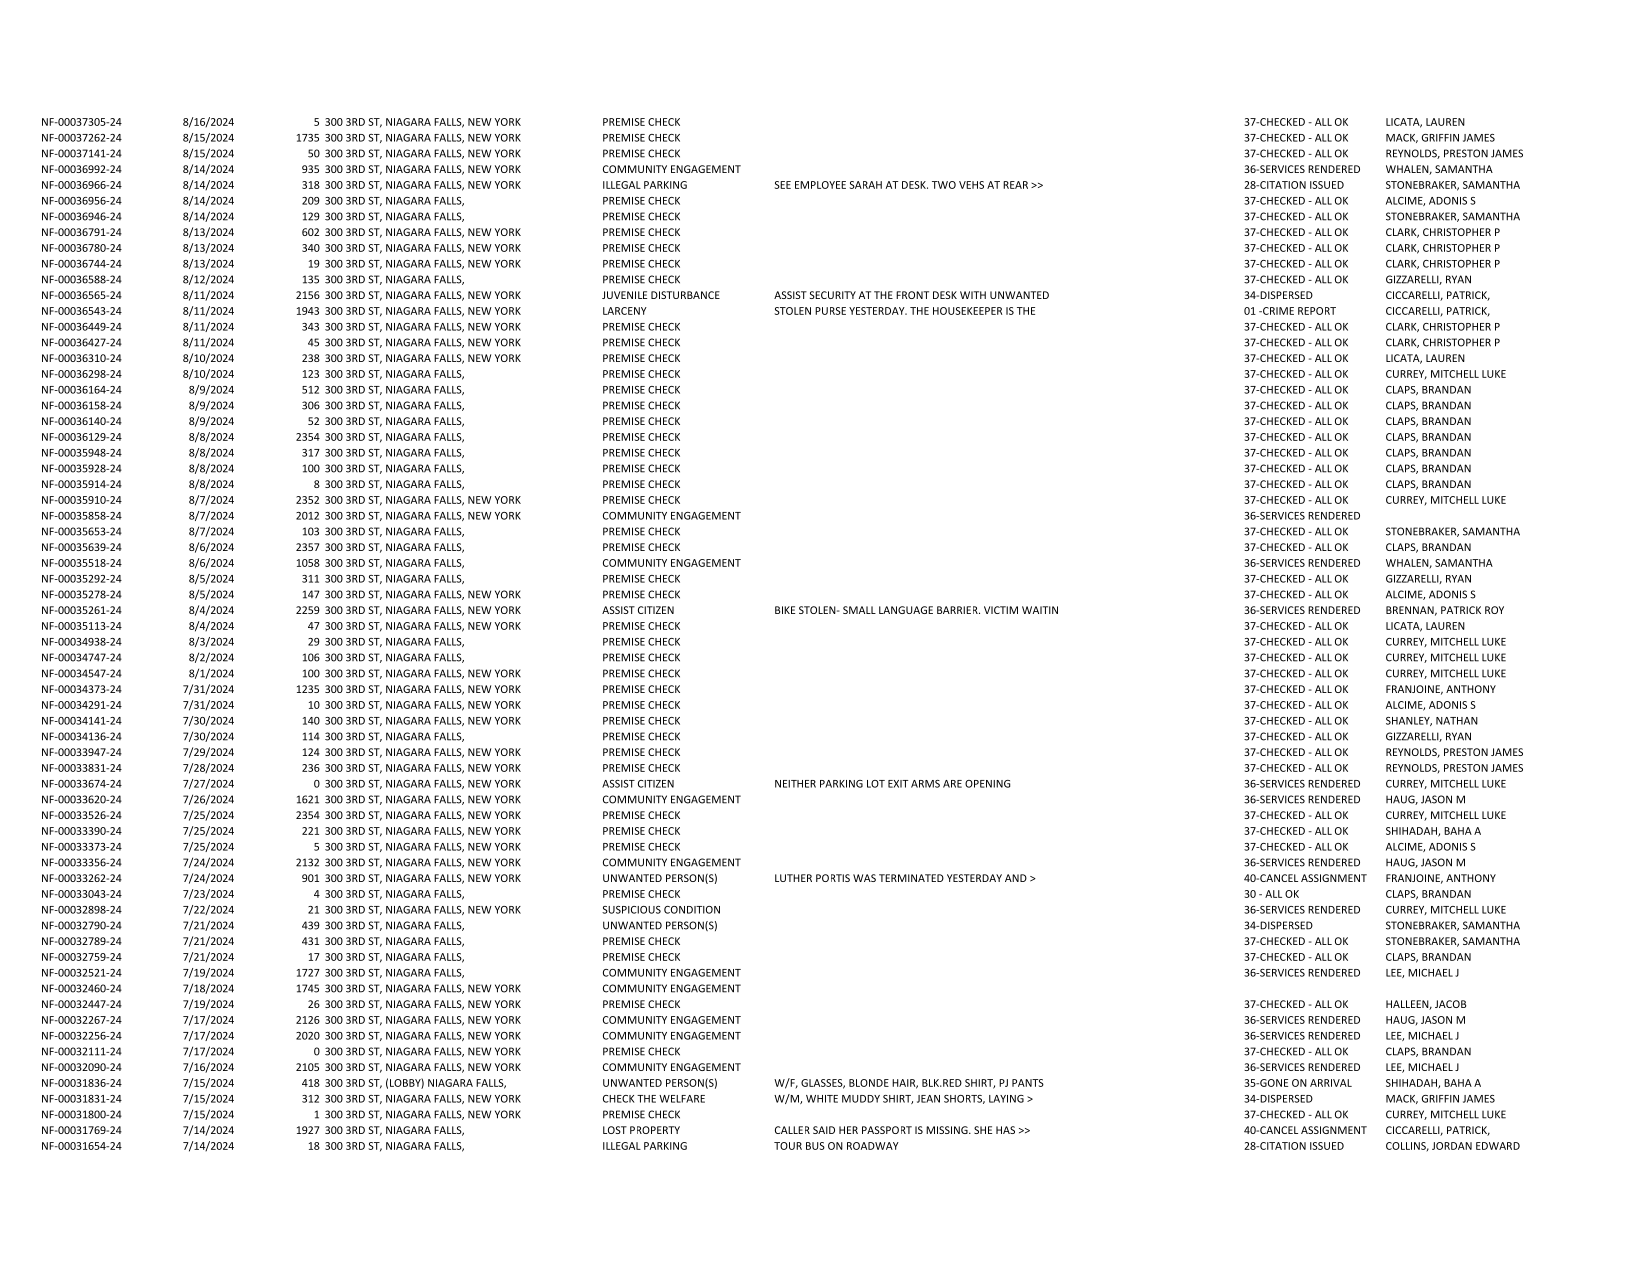 NF-00037305-24 8/16/2024 5 300 3RD ST, NIAGARA FALLS, NEW YORK PREMISE CHECK 37-CHECKED - ALL OK LICATA, LAUREN
NF-00037262-24 8/15/2024 1735 300 3RD ST, NIAGARA FALLS, NEW YORK PREMISE CHECK 37-CHECKED - ALL OK MACK, GRIFFIN JAMES
NF-00037141-24 8/15/2024 50 300 3RD ST, NIAGARA FALLS, NEW YORK PREMISE CHECK 37-CHECKED - ALL OK REYNOLDS, PRESTON JAMES
NF-00036992-24 8/14/2024 935 300 3RD ST, NIAGARA FALLS, NEW YORK COMMUNITY ENGAGEMENT 36-SERVICES RENDERED WHALEN, SAMANTHA
NF-00036966-24 8/14/2024 318 300 3RD ST, NIAGARA FALLS, NEW YORK ILLEGAL PARKING SEE EMPLOYEE SARAH AT DESK. TWO VEHS AT REAR >> 28-CITATION ISSUED STONEBRAKER, SAMANTHA
NF-00036956-24 8/14/2024 209 300 3RD ST, NIAGARA FALLS, PREMISE CHECK 37-CHECKED - ALL OK ALCIME, ADONIS S
NF-00036946-24 8/14/2024 129 300 3RD ST, NIAGARA FALLS, PREMISE CHECK 37-CHECKED - ALL OK STONEBRAKER, SAMANTHA
NF-00036791-24 8/13/2024 602 300 3RD ST, NIAGARA FALLS, NEW YORK PREMISE CHECK 37-CHECKED - ALL OK CLARK, CHRISTOPHER P
NF-00036780-24 8/13/2024 340 300 3RD ST, NIAGARA FALLS, NEW YORK PREMISE CHECK 37-CHECKED - ALL OK CLARK, CHRISTOPHER P
NF-00036744-24 8/13/2024 19 300 3RD ST, NIAGARA FALLS, NEW YORK PREMISE CHECK 37-CHECKED - ALL OK CLARK, CHRISTOPHER P
NF-00036588-24 8/12/2024 135 300 3RD ST, NIAGARA FALLS, PREMISE CHECK 37-CHECKED - ALL OK GIZZARELLI, RYAN
NF-00036565-24 8/11/2024 2156 300 3RD ST, NIAGARA FALLS, NEW YORK JUVENILE DISTURBANCE ASSIST SECURITY AT THE FRONT DESK WITH UNWANTED 34-DISPERSED CICCARELLI, PATRICK,
NF-00036543-24 8/11/2024 1943 300 3RD ST, NIAGARA FALLS, NEW YORK LARCENY STOLEN PURSE YESTERDAY. THE HOUSEKEEPER IS THE 01 -CRIME REPORT CICCARELLI, PATRICK,
NF-00036449-24 8/11/2024 343 300 3RD ST, NIAGARA FALLS, NEW YORK PREMISE CHECK 37-CHECKED - ALL OK CLARK, CHRISTOPHER P
NF-00036427-24 8/11/2024 45 300 3RD ST, NIAGARA FALLS, NEW YORK PREMISE CHECK 37-CHECKED - ALL OK CLARK, CHRISTOPHER P
NF-00036310-24 8/10/2024 238 300 3RD ST, NIAGARA FALLS, NEW YORK PREMISE CHECK 37-CHECKED - ALL OK LICATA, LAUREN
NF-00036298-24 8/10/2024 123 300 3RD ST, NIAGARA FALLS, PREMISE CHECK 37-CHECKED - ALL OK CURREY, MITCHELL LUKE
NF-00036164-24 8/9/2024 512 300 3RD ST, NIAGARA FALLS, PREMISE CHECK 37-CHECKED - ALL OK CLAPS, BRANDAN
NF-00036158-24 8/9/2024 306 300 3RD ST, NIAGARA FALLS, PREMISE CHECK 37-CHECKED - ALL OK CLAPS, BRANDAN
NF-00036140-24 8/9/2024 52 300 3RD ST, NIAGARA FALLS, PREMISE CHECK 37-CHECKED - ALL OK CLAPS, BRANDAN
NF-00036129-24 8/8/2024 2354 300 3RD ST, NIAGARA FALLS, PREMISE CHECK 37-CHECKED - ALL OK CLAPS, BRANDAN
NF-00035948-24 8/8/2024 317 300 3RD ST, NIAGARA FALLS, PREMISE CHECK 37-CHECKED - ALL OK CLAPS, BRANDAN
NF-00035928-24 8/8/2024 100 300 3RD ST, NIAGARA FALLS, PREMISE CHECK 37-CHECKED - ALL OK CLAPS, BRANDAN
NF-00035914-24 8/8/2024 8 300 3RD ST, NIAGARA FALLS, PREMISE CHECK 37-CHECKED - ALL OK CLAPS, BRANDAN
NF-00035910-24 8/7/2024 2352 300 3RD ST, NIAGARA FALLS, NEW YORK PREMISE CHECK 37-CHECKED - ALL OK CURREY, MITCHELL LUKE
NF-00035858-24 8/7/2024 2012 300 3RD ST, NIAGARA FALLS, NEW YORK COMMUNITY ENGAGEMENT 36-SERVICES RENDERED
NF-00035653-24 8/7/2024 103 300 3RD ST, NIAGARA FALLS, PREMISE CHECK 37-CHECKED - ALL OK STONEBRAKER, SAMANTHA
NF-00035639-24 8/6/2024 2357 300 3RD ST, NIAGARA FALLS, PREMISE CHECK 37-CHECKED - ALL OK CLAPS, BRANDAN
NF-00035518-24 8/6/2024 1058 300 3RD ST, NIAGARA FALLS, COMMUNITY ENGAGEMENT 36-SERVICES RENDERED WHALEN, SAMANTHA
NF-00035292-24 8/5/2024 311 300 3RD ST, NIAGARA FALLS, PREMISE CHECK 37-CHECKED - ALL OK GIZZARELLI, RYAN
NF-00035278-24 8/5/2024 147 300 3RD ST, NIAGARA FALLS, NEW YORK PREMISE CHECK 37-CHECKED - ALL OK ALCIME, ADONIS S
NF-00035261-24 8/4/2024 2259 300 3RD ST, NIAGARA FALLS, NEW YORK ASSIST CITIZEN BIKE STOLEN- SMALL LANGUAGE BARRIER. VICTIM WAITIN 36-SERVICES RENDERED BRENNAN, PATRICK ROY
NF-00035113-24 8/4/2024 47 300 3RD ST, NIAGARA FALLS, NEW YORK PREMISE CHECK 37-CHECKED - ALL OK LICATA, LAUREN
NF-00034938-24 8/3/2024 29 300 3RD ST, NIAGARA FALLS, PREMISE CHECK 37-CHECKED - ALL OK CURREY, MITCHELL LUKE
NF-00034747-24 8/2/2024 106 300 3RD ST, NIAGARA FALLS, PREMISE CHECK 37-CHECKED - ALL OK CURREY, MITCHELL LUKE
NF-00034547-24 8/1/2024 100 300 3RD ST, NIAGARA FALLS, NEW YORK PREMISE CHECK 37-CHECKED - ALL OK CURREY, MITCHELL LUKE
NF-00034373-24 7/31/2024 1235 300 3RD ST, NIAGARA FALLS, NEW YORK PREMISE CHECK 37-CHECKED - ALL OK FRANJOINE, ANTHONY
NF-00034291-24 7/31/2024 10 300 3RD ST, NIAGARA FALLS, NEW YORK PREMISE CHECK 37-CHECKED - ALL OK ALCIME, ADONIS S
NF-00034141-24 7/30/2024 140 300 3RD ST, NIAGARA FALLS, NEW YORK PREMISE CHECK 37-CHECKED - ALL OK SHANLEY, NATHAN
NF-00034136-24 7/30/2024 114 300 3RD ST, NIAGARA FALLS, PREMISE CHECK 37-CHECKED - ALL OK GIZZARELLI, RYAN
NF-00033947-24 7/29/2024 124 300 3RD ST, NIAGARA FALLS, NEW YORK PREMISE CHECK 37-CHECKED - ALL OK REYNOLDS, PRESTON JAMES
NF-00033831-24 7/28/2024 236 300 3RD ST, NIAGARA FALLS, NEW YORK PREMISE CHECK 37-CHECKED - ALL OK REYNOLDS, PRESTON JAMES
NF-00033674-24 7/27/2024 0 300 3RD ST, NIAGARA FALLS, NEW YORK ASSIST CITIZEN NEITHER PARKING LOT EXIT ARMS ARE OPENING 36-SERVICES RENDERED CURREY, MITCHELL LUKE
NF-00033620-24 7/26/2024 1621 300 3RD ST, NIAGARA FALLS, NEW YORK COMMUNITY ENGAGEMENT 36-SERVICES RENDERED HAUG, JASON M
NF-00033526-24 7/25/2024 2354 300 3RD ST, NIAGARA FALLS, NEW YORK PREMISE CHECK 37-CHECKED - ALL OK CURREY, MITCHELL LUKE
NF-00033390-24 7/25/2024 221 300 3RD ST, NIAGARA FALLS, NEW YORK PREMISE CHECK 37-CHECKED - ALL OK SHIHADAH, BAHA A
NF-00033373-24 7/25/2024 5 300 3RD ST, NIAGARA FALLS, NEW YORK PREMISE CHECK 37-CHECKED - ALL OK ALCIME, ADONIS S
NF-00033356-24 7/24/2024 2132 300 3RD ST, NIAGARA FALLS, NEW YORK COMMUNITY ENGAGEMENT 36-SERVICES RENDERED HAUG, JASON M
NF-00033262-24 7/24/2024 901 300 3RD ST, NIAGARA FALLS, NEW YORK UNWANTED PERSON(S) LUTHER PORTIS WAS TERMINATED YESTERDAY AND > 40-CANCEL ASSIGNMENT FRANJOINE, ANTHONY
NF-00033043-24 7/23/2024 4 300 3RD ST, NIAGARA FALLS, PREMISE CHECK 30 - ALL OK CLAPS, BRANDAN
NF-00032898-24 7/22/2024 21 300 3RD ST, NIAGARA FALLS, NEW YORK SUSPICIOUS CONDITION 36-SERVICES RENDERED CURREY, MITCHELL LUKE
NF-00032790-24 7/21/2024 439 300 3RD ST, NIAGARA FALLS, UNWANTED PERSON(S) 34-DISPERSED STONEBRAKER, SAMANTHA
NF-00032789-24 7/21/2024 431 300 3RD ST, NIAGARA FALLS, PREMISE CHECK 37-CHECKED - ALL OK STONEBRAKER, SAMANTHA
NF-00032759-24 7/21/2024 17 300 3RD ST, NIAGARA FALLS, PREMISE CHECK 37-CHECKED - ALL OK CLAPS, BRANDAN
NF-00032521-24 7/19/2024 1727 300 3RD ST, NIAGARA FALLS, COMMUNITY ENGAGEMENT 36-SERVICES RENDERED LEE, MICHAEL J
NF-00032460-24 7/18/2024 1745 300 3RD ST, NIAGARA FALLS, NEW YORK COMMUNITY ENGAGEMENT
NF-00032447-24 7/19/2024 26 300 3RD ST, NIAGARA FALLS, NEW YORK PREMISE CHECK 37-CHECKED - ALL OK HALLEEN, JACOB
NF-00032267-24 7/17/2024 2126 300 3RD ST, NIAGARA FALLS, NEW YORK COMMUNITY ENGAGEMENT 36-SERVICES RENDERED HAUG, JASON M
NF-00032256-24 7/17/2024 2020 300 3RD ST, NIAGARA FALLS, NEW YORK COMMUNITY ENGAGEMENT 36-SERVICES RENDERED LEE, MICHAEL J
NF-00032111-24 7/17/2024 0 300 3RD ST, NIAGARA FALLS, NEW YORK PREMISE CHECK 37-CHECKED - ALL OK CLAPS, BRANDAN
NF-00032090-24 7/16/2024 2105 300 3RD ST, NIAGARA FALLS, NEW YORK COMMUNITY ENGAGEMENT 36-SERVICES RENDERED LEE, MICHAEL J
NF-00031836-24 7/15/2024 418 300 3RD ST, (LOBBY) NIAGARA FALLS, UNWANTED PERSON(S) W/F, GLASSES, BLONDE HAIR, BLK.RED SHIRT, PJ PANTS 35-GONE ON ARRIVAL SHIHADAH, BAHA A
NF-00031831-24 7/15/2024 312 300 3RD ST, NIAGARA FALLS, NEW YORK CHECK THE WELFARE W/M, WHITE MUDDY SHIRT, JEAN SHORTS, LAYING > 34-DISPERSED MACK, GRIFFIN JAMES
NF-00031800-24 7/15/2024 1 300 3RD ST, NIAGARA FALLS, NEW YORK PREMISE CHECK 37-CHECKED - ALL OK CURREY, MITCHELL LUKE
NF-00031769-24 7/14/2024 1927 300 3RD ST, NIAGARA FALLS, LOST PROPERTY CALLER SAID HER PASSPORT IS MISSING. SHE HAS >> 40-CANCEL ASSIGNMENT CICCARELLI, PATRICK,
NF-00031654-24 7/14/2024 18 300 3RD ST, NIAGARA FALLS, ILLEGAL PARKING TOUR BUS ON ROADWAY 28-CITATION ISSUED COLLINS, JORDAN EDWARD